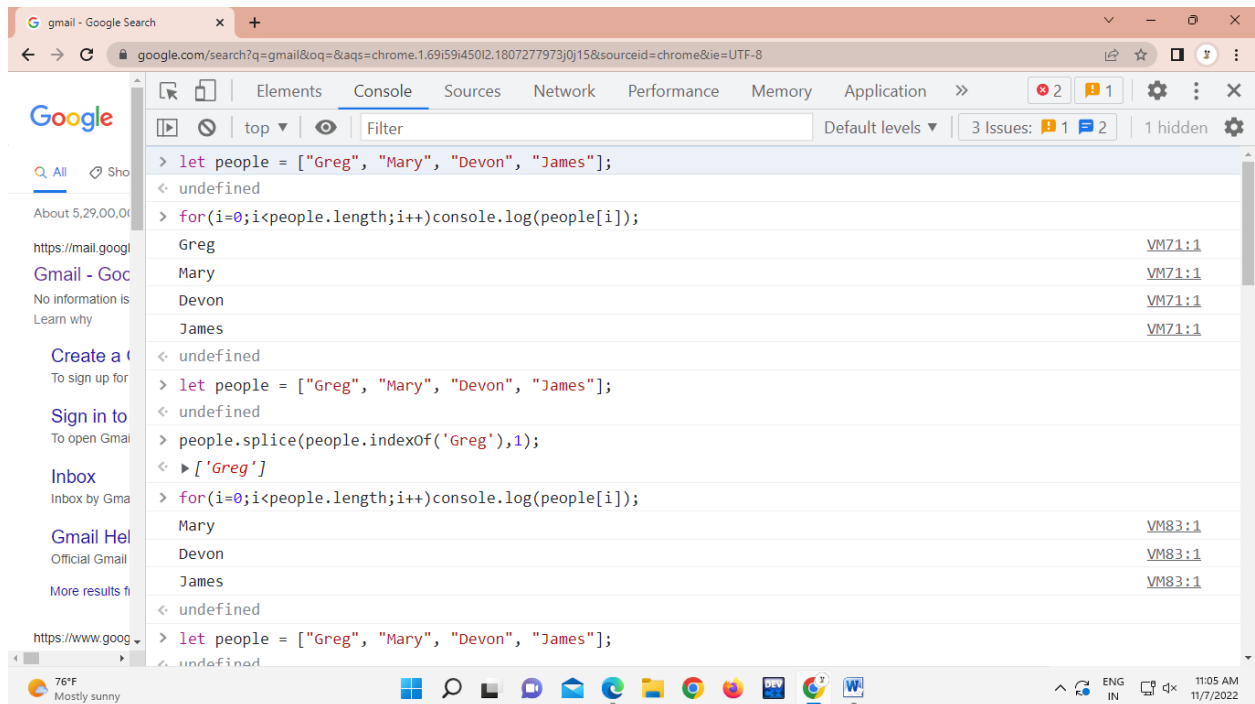 gmail - Google Search
google.com/search?q=gmail&oq=&aqs=chrome.1.69i59i450l2.1807277973j0j15&sourceid=chrome&ie=UTF-8
Elements Console Sources Network Performance Memory Application » 2 1
top ▼ Filter Default levels ▼ 3 Issues: 1 2 1 hidden
Google
All Sho
About 5,29,00,0
https://mail.googl
Gmail - Goo
No information is
Learn why
Create a
To sign up for
Sign in to
To open Gmai
Inbox
Inbox by Gma
Gmail Hel
Official Gmail
More results f
https://www.goog
> let people = ["Greg", "Mary", "Devon", "James"];
undefined
> for(i=0;i<people.length;i++)console.log(people[i]);
Greg VM71:1
Mary VM71:1
Devon VM71:1
James VM71:1
undefined
> let people = ["Greg", "Mary", "Devon", "James"];
undefined
> people.splice(people.indexOf('Greg'),1);
['Greg']
> for(i=0;i<people.length;i++)console.log(people[i]);
Mary VM83:1
Devon VM83:1
James VM83:1
undefined
> let people = ["Greg", "Mary", "Devon", "James"];
undefined
76°F
Mostly sunny
DEV
W
ENG
IN
11:05 AM
11/7/2022